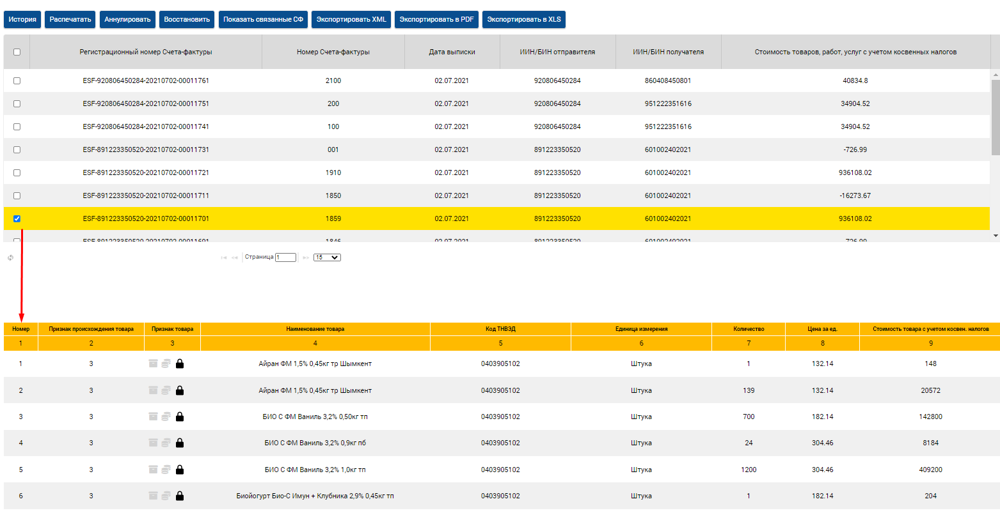 История Распечатать Аннулировать Восстановить Показать связанные СФ Экспортировать XML Экспортировать в PDF Экспортировать в XLS
Регистрационный номер Счета-фактуры Номер Счета-фактуры Дата выписки ИИН/БИН отправителя ИИН/БИН получателя Стоимость товаров, работ, услуг с учетом косвенных налогов
ESF-920806450284-20210702-00011761 2100 02.07.2021 920806450284 860408450801 40834.8
ESF-920806450284-20210702-00011751 200 02.07.2021 920806450284 951222351616 34904.52
ESF-920806450284-20210702-00011741 100 02.07.2021 920806450284 951222351616 34904.52
ESF-891223350520-20210702-00011731 001 02.07.2021 891223350520 601002402021 -726.99
ESF-891223350520-20210702-00011721 1910 02.07.2021 891223350520 601002402021 936108.02
ESF-891223350520-20210702-00011711 1850 02.07.2021 891223350520 601002402021 -16273.67
ESF-891223350520-20210702-00011701 1859 02.07.2021 891223350520 601002402021 936108.02
ESF-891223350520-20210702-00011691 1846 02.07.2021 891223350520 601002402021
Страница 1 15
Номер Признак происхождения товара Признак товара Наименование товара Код ТНВЭД Единица измерения Количество Цена за ед. Стоимость товара с учетом косвен. налогов
1 2 3 4 5 6 7 8 9
1 3 Айран ФМ 1,5% 0,45кг тр Шымкент 0403905102 Штука 1 132.14 148
2 3 Айран ФМ 1,5% 0,45кг тр Шымкент 0403905102 Штука 139 132.14 20572
3 3 БИО С ФМ Ваниль 3,2% 0,50кг тп 0403905102 Штука 700 182.14 142800
4 3 БИО С ФМ Ваниль 3,2% 0,9кг пб 0403905102 Штука 24 304.46 8184
5 3 БИО С ФМ Ваниль 3,2% 1,0кг тп 0403905102 Штука 1200 304.46 409200
6 3 Биойогурт Био-С Имун + Клубника 2,9% 0,45кг тп 0403905102 Штука 1 182.14 204